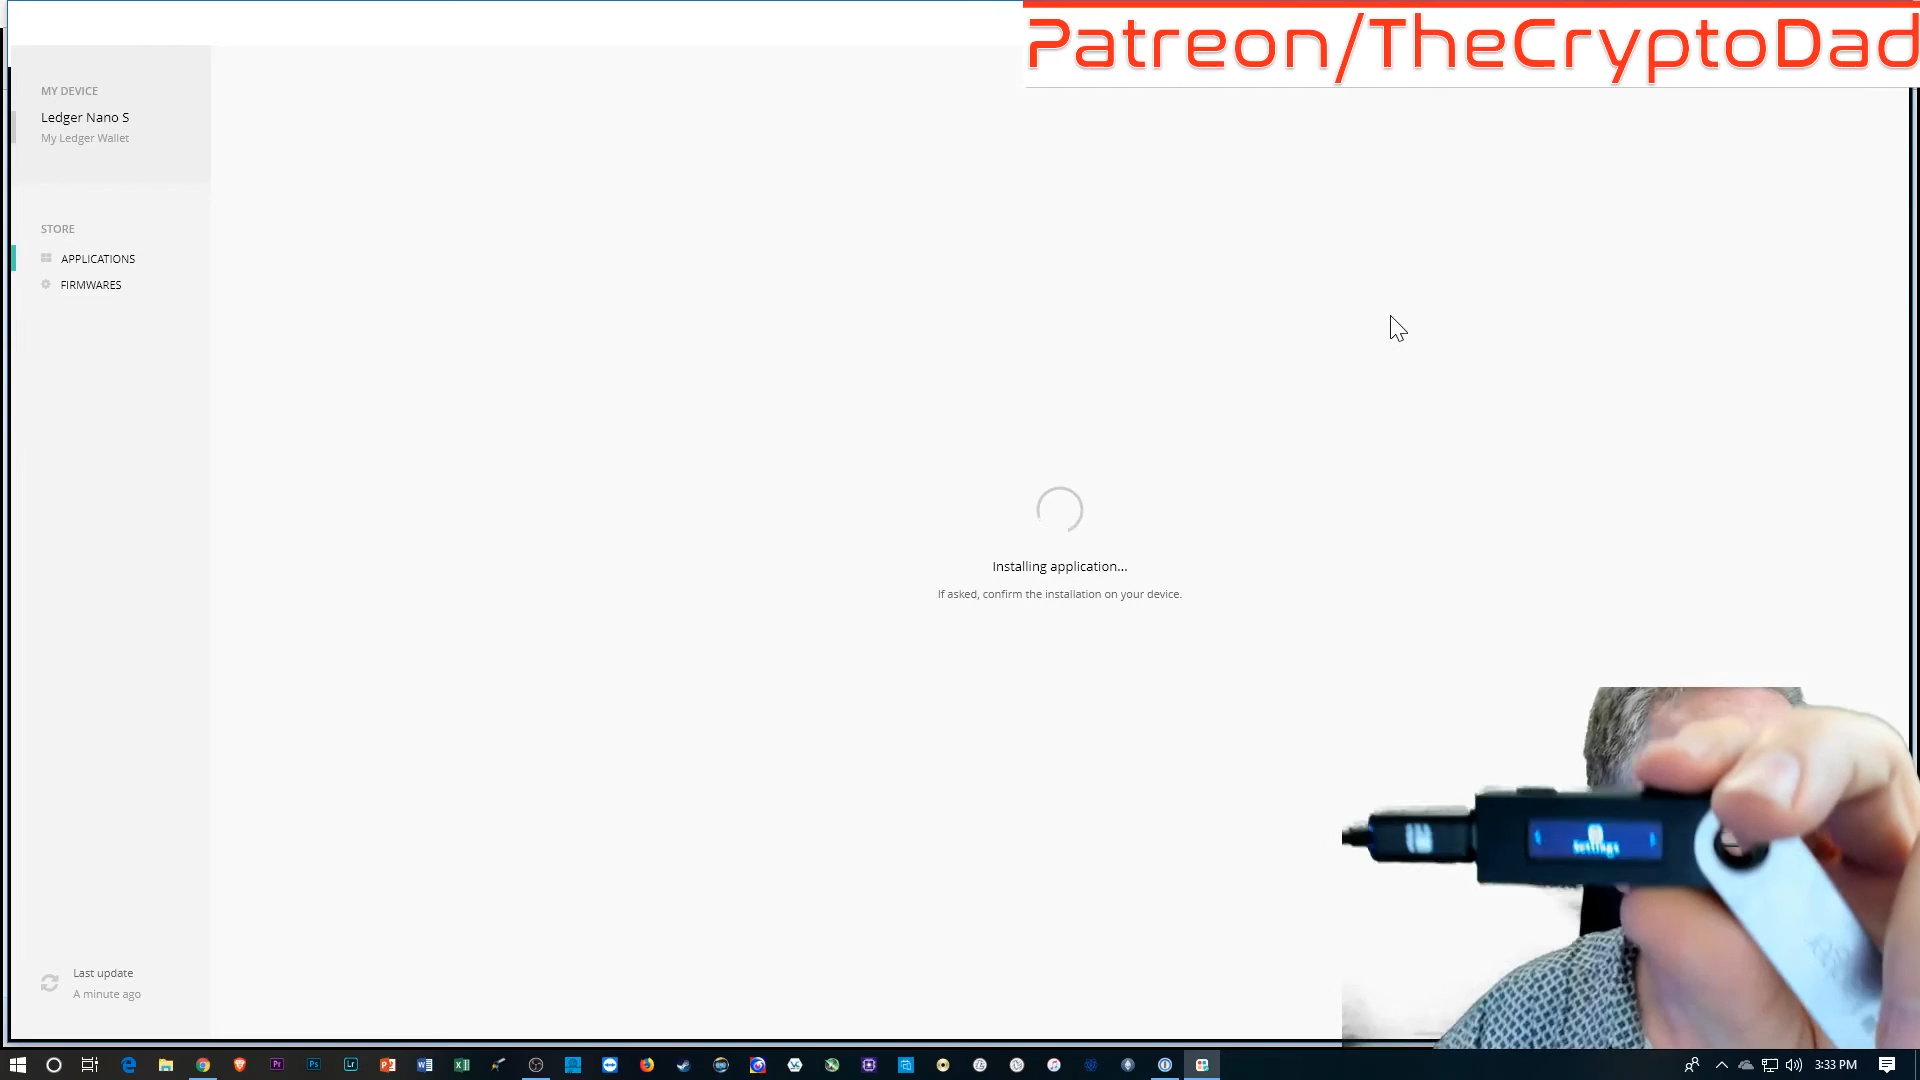 Patreon/TheCryptoDad
MY DEVICE
Ledger Nano S
My Ledger Wallet
STORE
APPLICATIONS
FIRMWARES
Installing application...
If asked, confirm the installation on your device.
Settings
Last update
A minute ago
3:33 PM